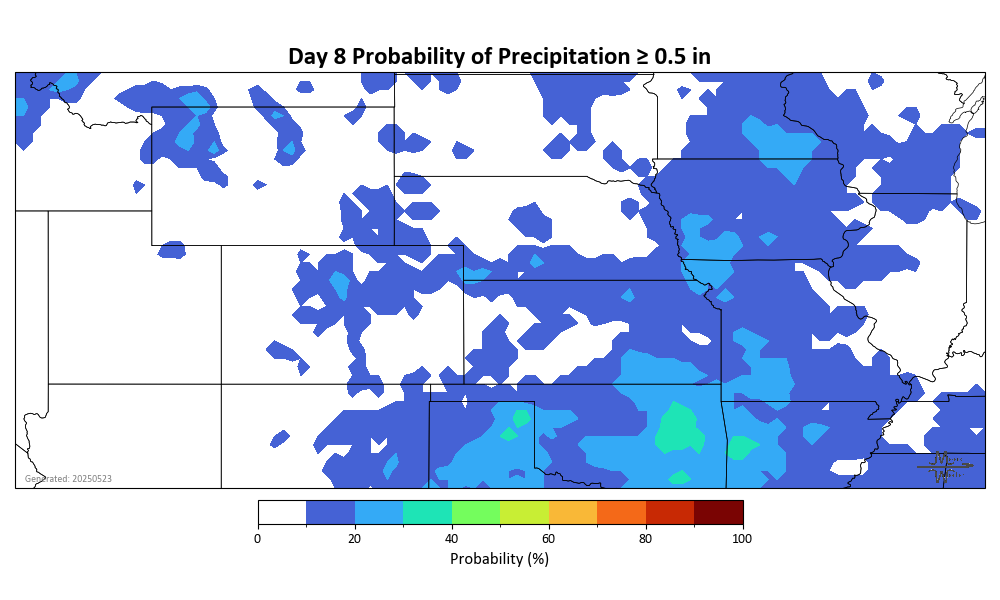 Day 8 Probability of Precipitation ≥ 0.5 in
Generated: 20250523
0 20 40 60 80 100
Probability (%)